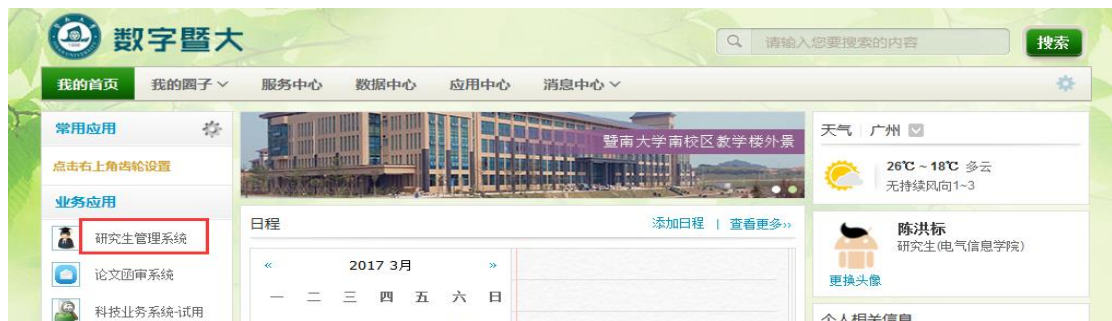 数字暨大
请输入您要搜索的内容
搜索
我的首页 我的圈子 服务中心 数据中心 应用中心 消息中心
常用应用
点击右上角齿轮设置
业务应用
研究生管理系统
论文函审系统
科技业务系统-试用
暨南大学南校区教学楼外景
日程 添加日程 | 查看更多»
« 2017 3月 »
一 二 三 四 五 六 日
天气 广州
26℃ ~ 18℃ 多云
无持续风向1~3
陈洪标
研究生(电气信息学院)
更换头像
个人相关信息